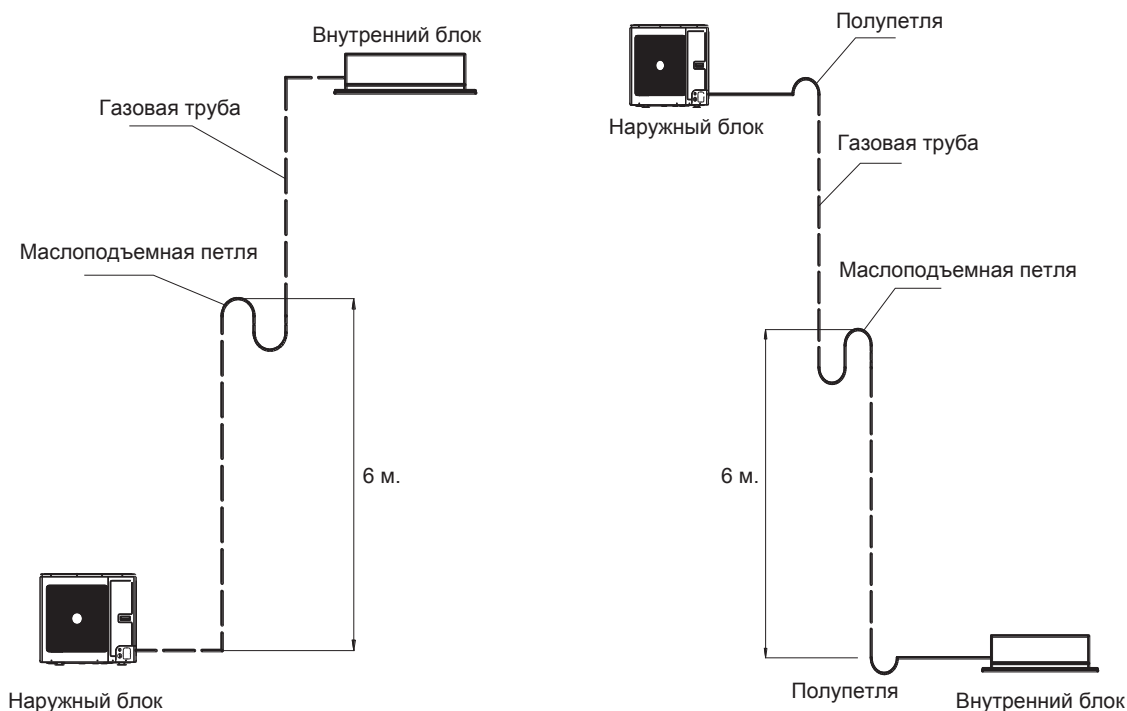 Внутренний блок
Газовая труба
Маслоподъемная петля
6 м.
Наружный блок
Полупетля
Наружный блок
Газовая труба
Маслоподъемная петля
6 м.
Полупетля
Внутренний блок